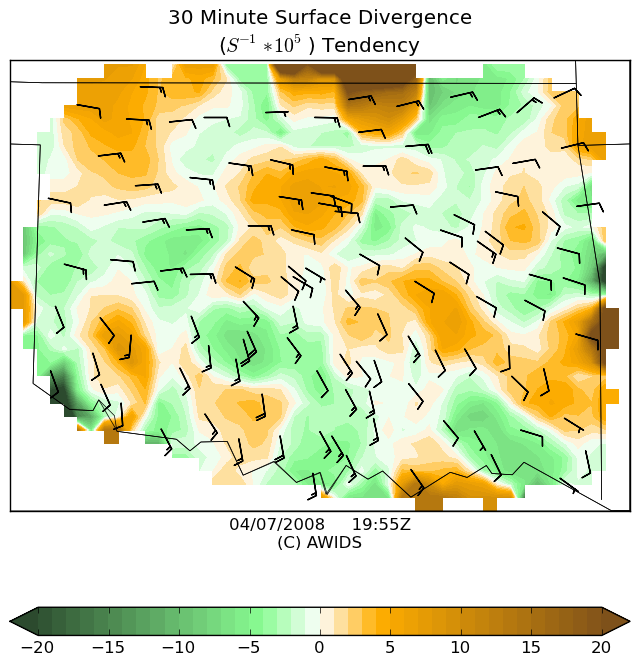 30 Minute Surface Divergence
(S⁻¹ *10⁵ ) Tendency
04/07/2008 19:55Z
(C) AWIDS
−20 −15 −10 −5 0 5 10 15 20